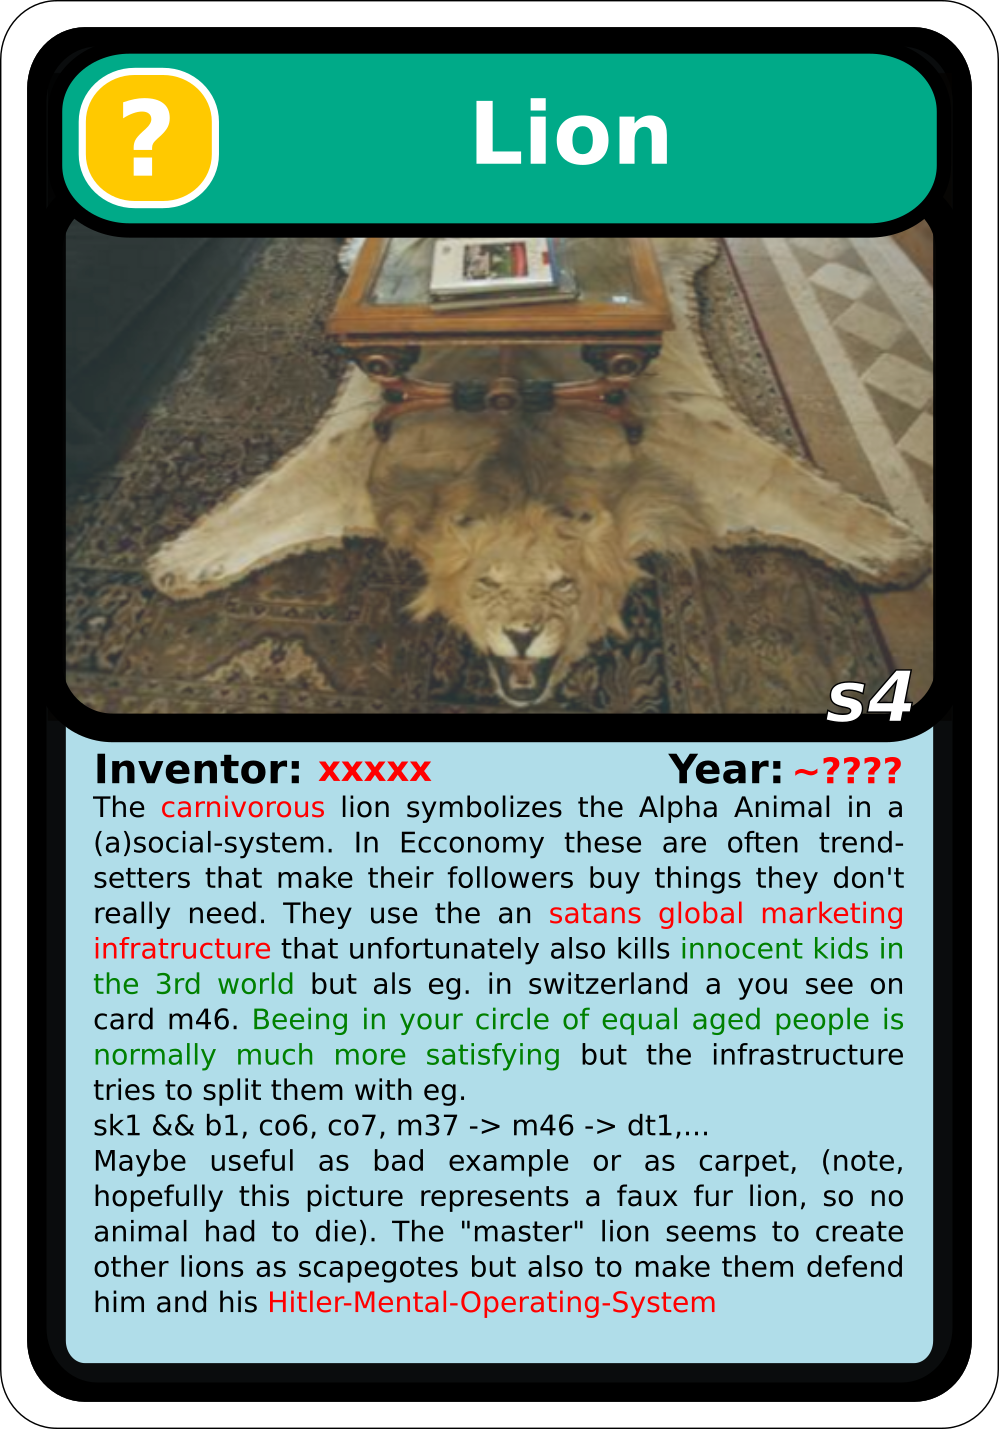 ?
Lion
s4
Inventor: xxxxx Year: ~????
The carnivorous lion symbolizes the Alpha Animal in a
(a)social-system. In Ecconomy these are often trend-
setters that make their followers buy things they don't
really need. They use the an satans global marketing
infratructure that unfortunately also kills innocent kids in
the 3rd world but als eg. in switzerland a you see on
card m46. Beeing in your circle of equal aged people is
normally much more satisfying but the infrastructure
tries to split them with eg.
sk1 && b1, co6, co7, m37 -> m46 -> dt1,...
Maybe useful as bad example or as carpet, (note,
hopefully this picture represents a faux fur lion, so no
animal had to die). The "master" lion seems to create
other lions as scapegotes but also to make them defend
him and his Hitler-Mental-Operating-System